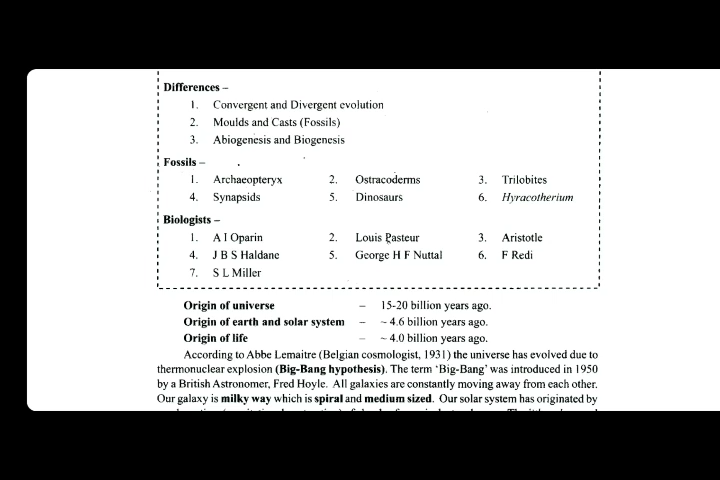 Differences –
1. Convergent and Divergent evolution
2. Moulds and Casts (Fossils)
3. Abiogenesis and Biogenesis
Fossils –
1. Archaeopteryx 2. Ostracoderms 3. Trilobites
4. Synapsids 5. Dinosaurs 6. Hyracotherium
Biologists –
1. A I Oparin 2. Louis Pasteur 3. Aristotle
4. J B S Haldane 5. George H F Nuttal 6. F Redi
7. S L Miller
Origin of universe – 15-20 billion years ago.
Origin of earth and solar system – ~ 4.6 billion years ago.
Origin of life – ~ 4.0 billion years ago.
According to Abbe Lemaitre (Belgian cosmologist, 1931) the universe has evolved due to
thermonuclear explosion (Big-Bang hypothesis). The term ‘Big-Bang’ was introduced in 1950
by a British Astronomer, Fred Hoyle. All galaxies are constantly moving away from each other.
Our galaxy is milky way which is spiral and medium sized. Our solar system has originated by